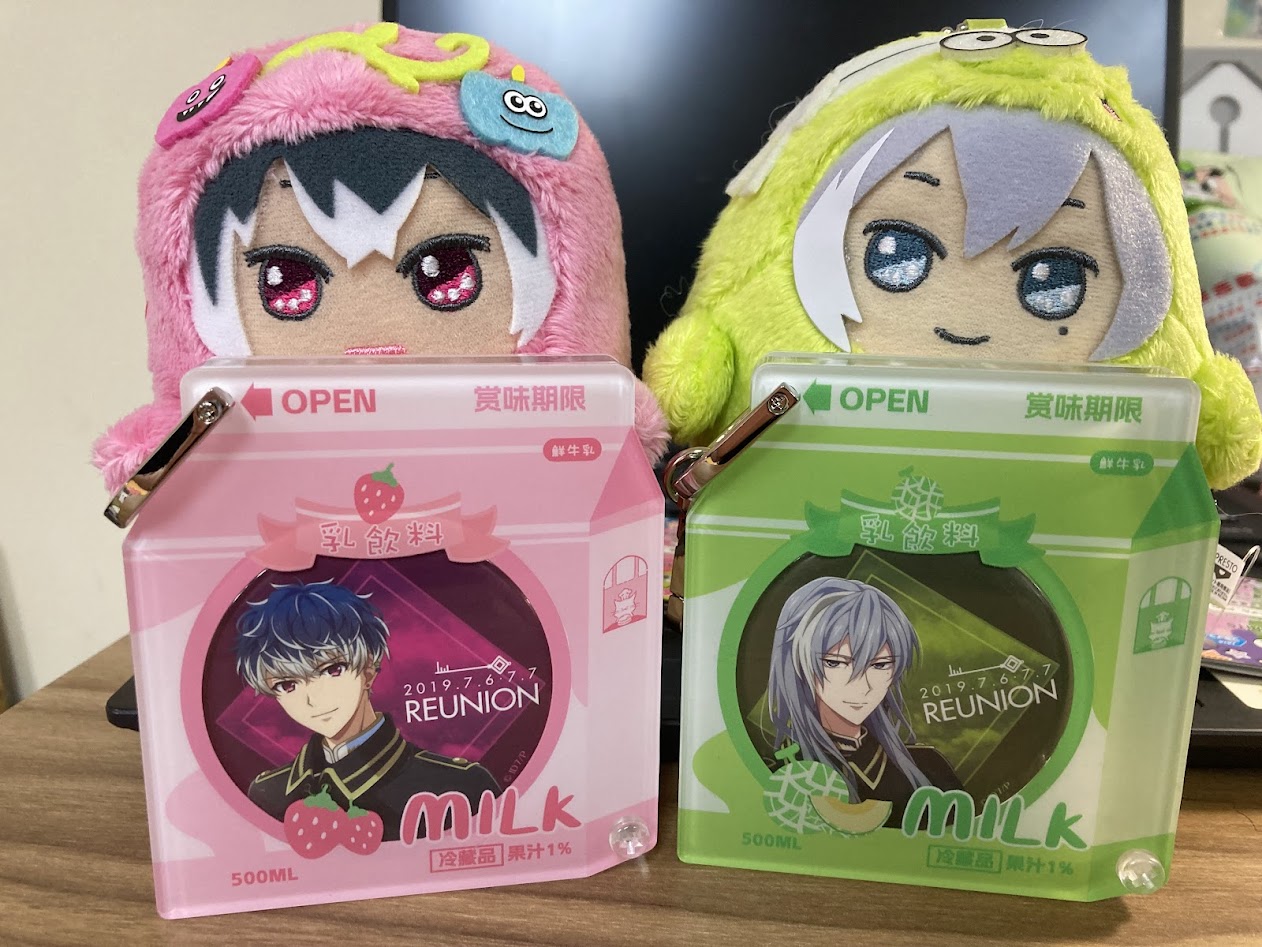 OPEN
賞味期限
鮮牛乳
乳飲料
2019.7.6-7.7
REUNION
MILK
500ML
冷蔵品 果汁1%
OPEN
賞味期限
鮮牛乳
乳飲料
2019.7.6-7.7
REUNION
MILK
500ML
冷蔵品 果汁1%